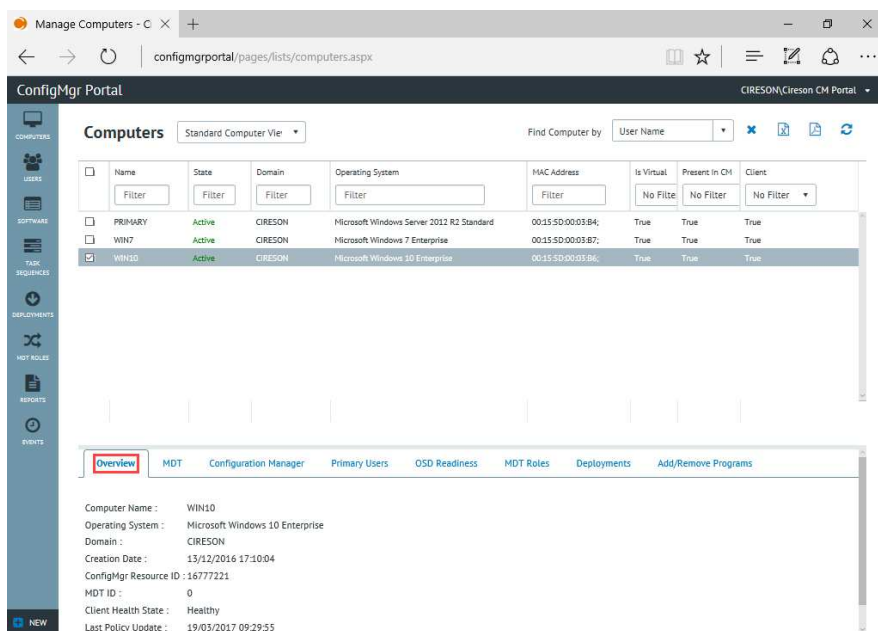 Manage Computers - C
configmgrportal/pages/lists/computers.aspx
ConfigMgr Portal
CIRESON\Cireson CM Portal
COMPUTERS
USERS
SOFTWARE
TASK SEQUENCES
DEPLOYMENTS
MDT ROLES
REPORTS
EVENTS
NEW
Computers
Standard Computer Vie
Find Computer by
User Name
Name State Domain Operating System MAC Address Is Virtual Present In CM Client
Filter Filter Filter Filter Filter No Filte No Filter No Filter
PRIMARY Active CIRESON Microsoft Windows Server 2012 R2 Standard 00:15:5D:00:03:B4; True True True
WIN7 Active CIRESON Microsoft Windows 7 Enterprise 00:15:5D:00:03:B7; True True True
WIN10 Active CIRESON Microsoft Windows 10 Enterprise 00:15:5D:00:03:B6; True True True
Overview MDT Configuration Manager Primary Users OSD Readiness MDT Roles Deployments Add/Remove Programs
Computer Name : WIN10
Operating System : Microsoft Windows 10 Enterprise
Domain : CIRESON
Creation Date : 13/12/2016 17:10:04
ConfigMgr Resource ID : 16777221
MDT ID : 0
Client Health State : Healthy
Last Policy Update : 19/03/2017 09:29:55